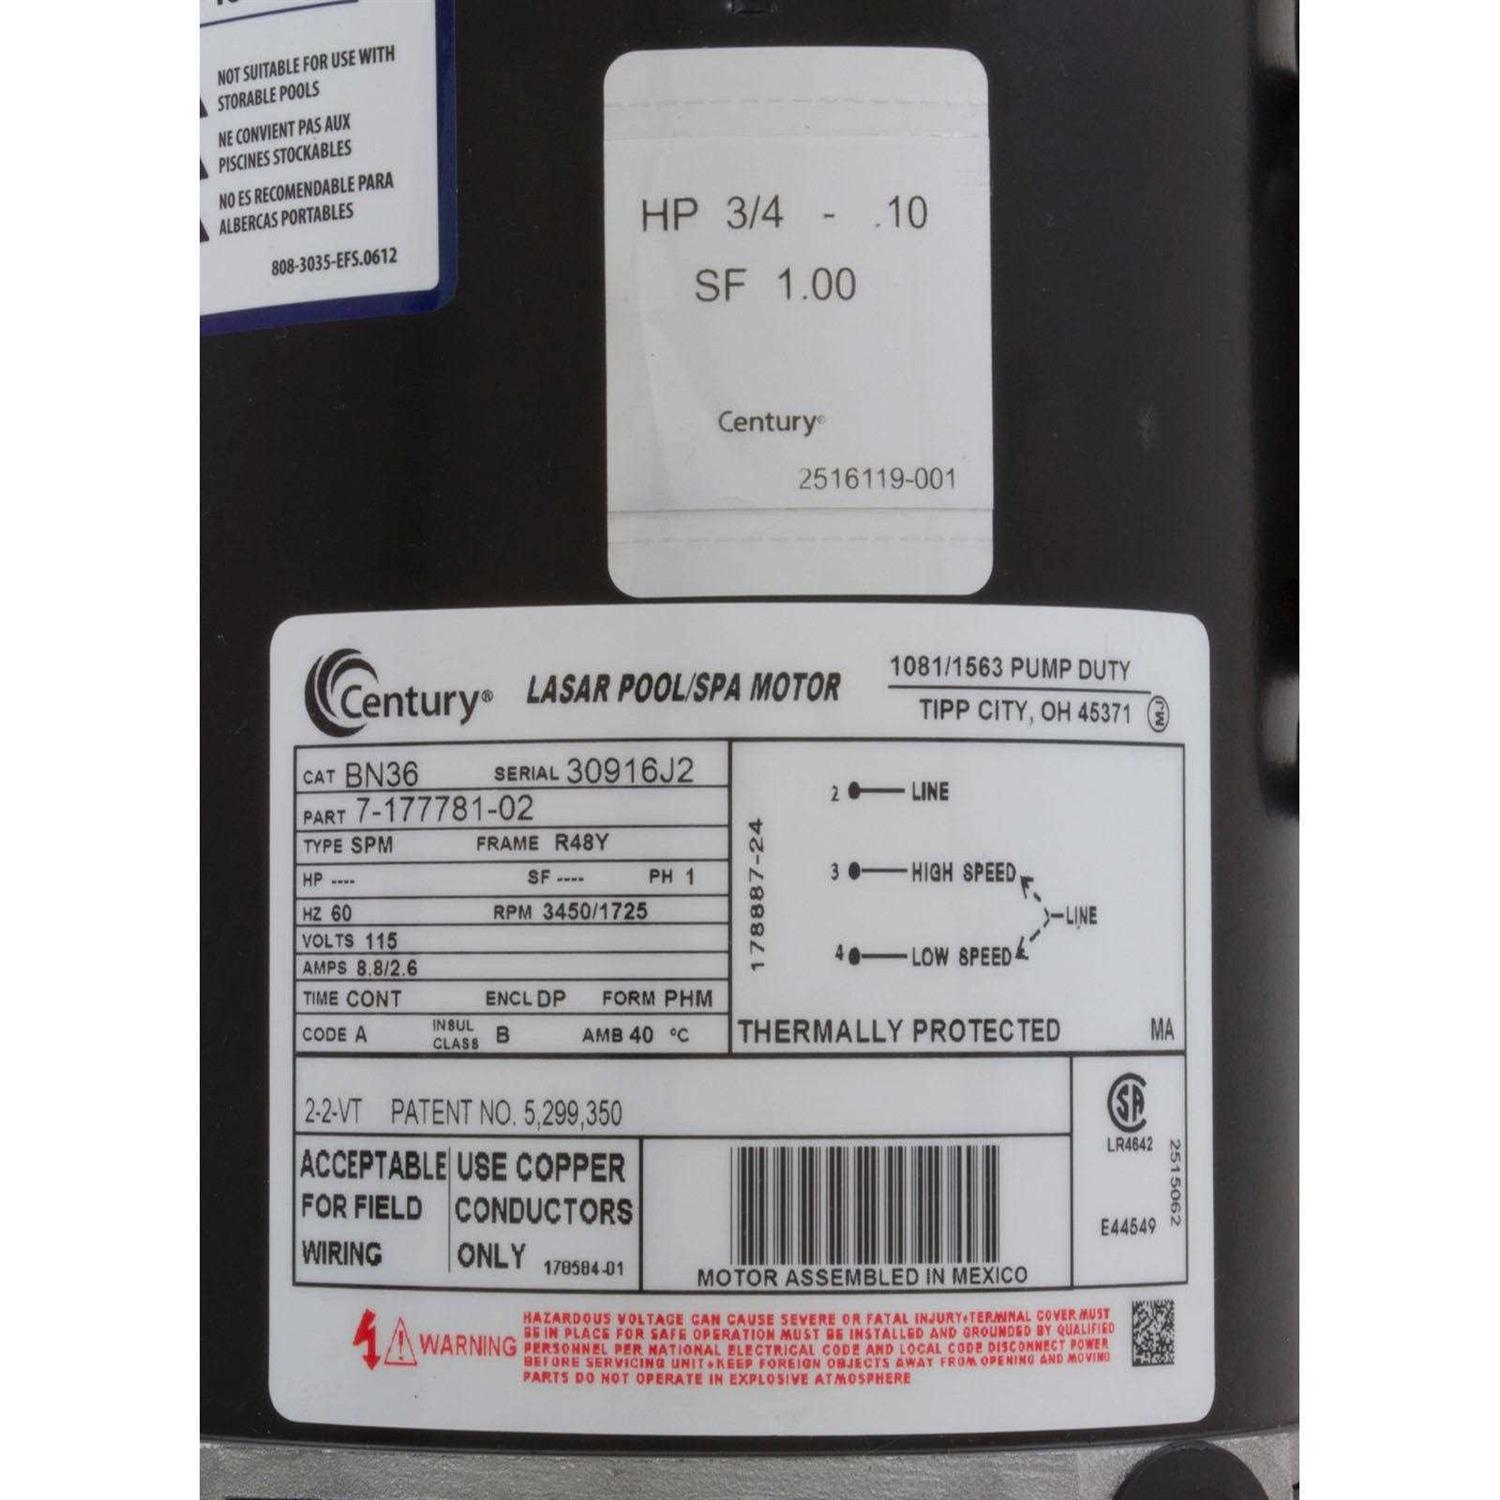 NOT SUITABLE FOR USE WITH
STORABLE POOLS
NE CONVIENT PAS AUX
PISCINES STOCKABLES
NO ES RECOMENDABLE PARA
ALBERCAS PORTABLES
808-3035-EFS.0612
HP 3/4 - .10
SF 1.00
Century®
2516119-001
Century® LASAR POOL/SPA MOTOR
1081/1563 PUMP DUTY
TIPP CITY, OH 45371
CAT BN36 SERIAL 30916J2
PART 7-177781-02
TYPE SPM FRAME R48Y
HP ---- SF ---- PH 1
HZ 60 RPM 3450/1725
VOLTS 115
AMPS 8.8/2.6
TIME CONT ENCL DP FORM PHM
CODE A INSUL CLASS B AMB 40 °C
178887-24
2 LINE
3 HIGH SPEED
LINE
4 LOW SPEED
THERMALLY PROTECTED MA
2-2-VT PATENT NO. 5,299,350
ACCEPTABLE
FOR FIELD
WIRING
USE COPPER
CONDUCTORS
ONLY 178584-01
MOTOR ASSEMBLED IN MEXICO
SA
LR4642
E44549
2515062
WARNING
HAZARDOUS VOLTAGE CAN CAUSE SEVERE OR FATAL INJURY•TERMINAL COVER MUST
BE IN PLACE FOR SAFE OPERATION MUST BE INSTALLED AND GROUNDED BY QUALIFIED
PERSONNEL PER NATIONAL ELECTRICAL CODE AND LOCAL CODE DISCONNECT POWER
BEFORE SERVICING UNIT•KEEP FOREIGN OBJECTS AWAY FROM OPENING AND MOVING
PARTS DO NOT OPERATE IN EXPLOSIVE ATMOSPHERE